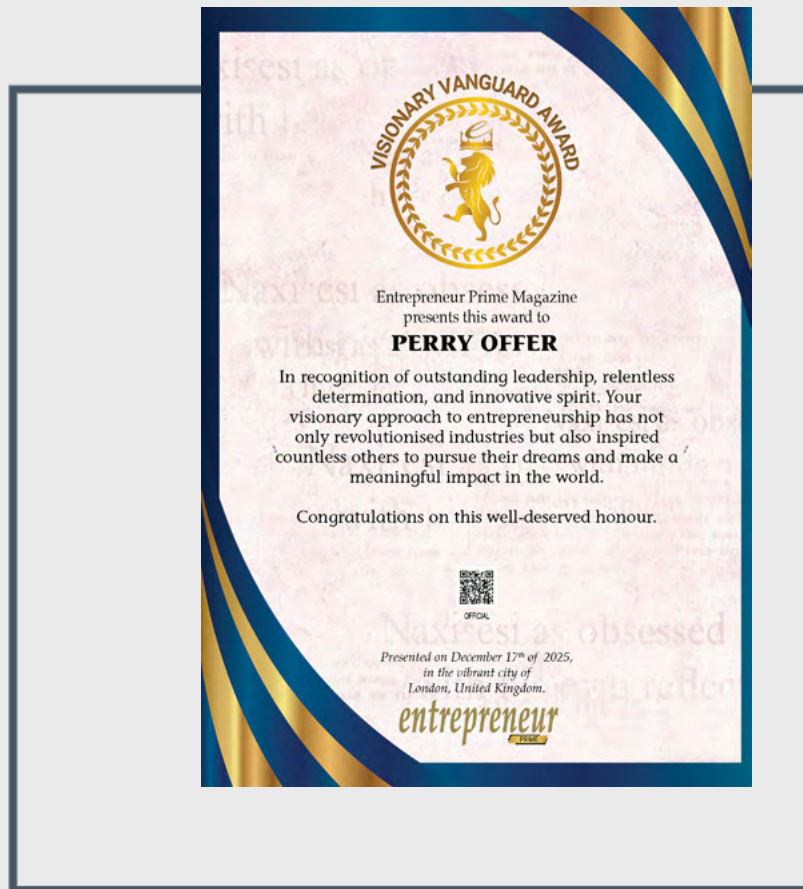 VISIONARY VANGUARD AWARD
Entrepreneur Prime Magazine
presents this award to
PERRY OFFER
In recognition of outstanding leadership, relentless
determination, and innovative spirit. Your
visionary approach to entrepreneurship has not
only revolutionised industries but also inspired
countless others to pursue their dreams and make a
meaningful impact in the world.
Congratulations on this well-deserved honour.
OFFICIAL
Naxi
obsessed
Presented on December 17th of 2025,
in the vibrant city of
London, United Kingdom.
entrepreneur
PRIME